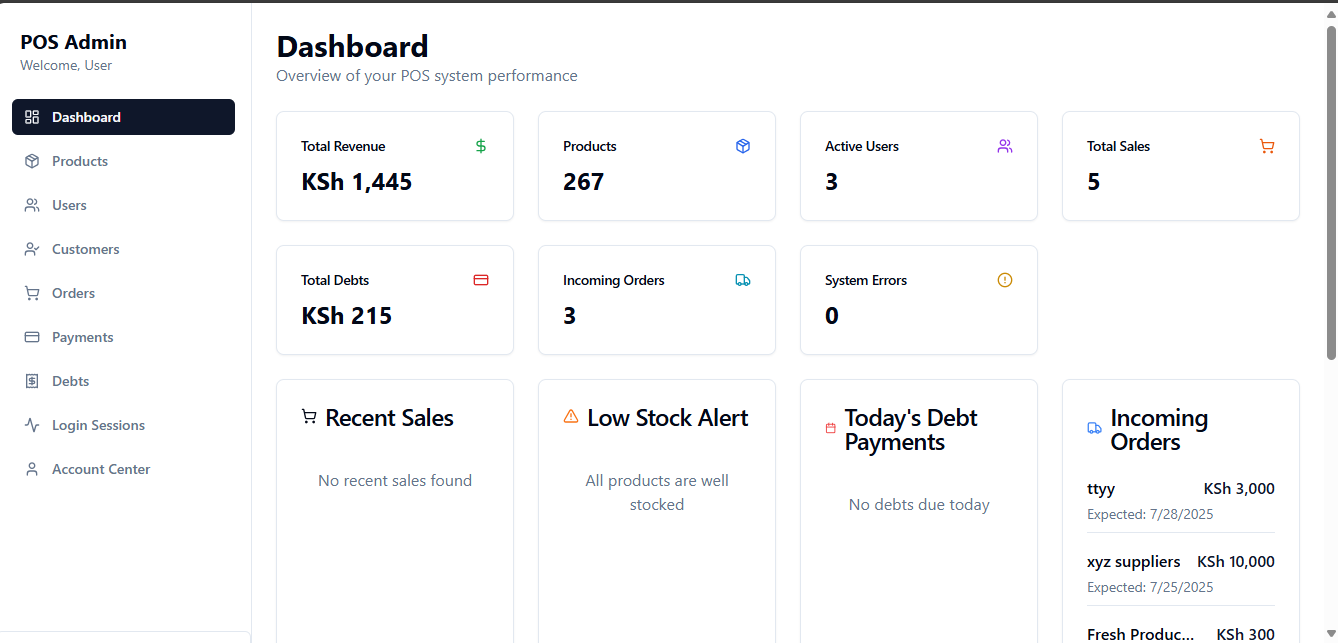 POS Admin
Welcome, User
Dashboard
Products
Users
Customers
Orders
Payments
Debts
Login Sessions
Account Center
Dashboard
Overview of your POS system performance
Total Revenue
KSh 1,445
Products
267
Active Users
3
Total Sales
5
Total Debts
KSh 215
Incoming Orders
3
System Errors
0
Recent Sales
No recent sales found
Low Stock Alert
All products are well
stocked
Today's Debt
Payments
No debts due today
Incoming
Orders
ttyy KSh 3,000
Expected: 7/28/2025
xyz suppliers KSh 10,000
Expected: 7/25/2025
Fresh Produc... KSh 300